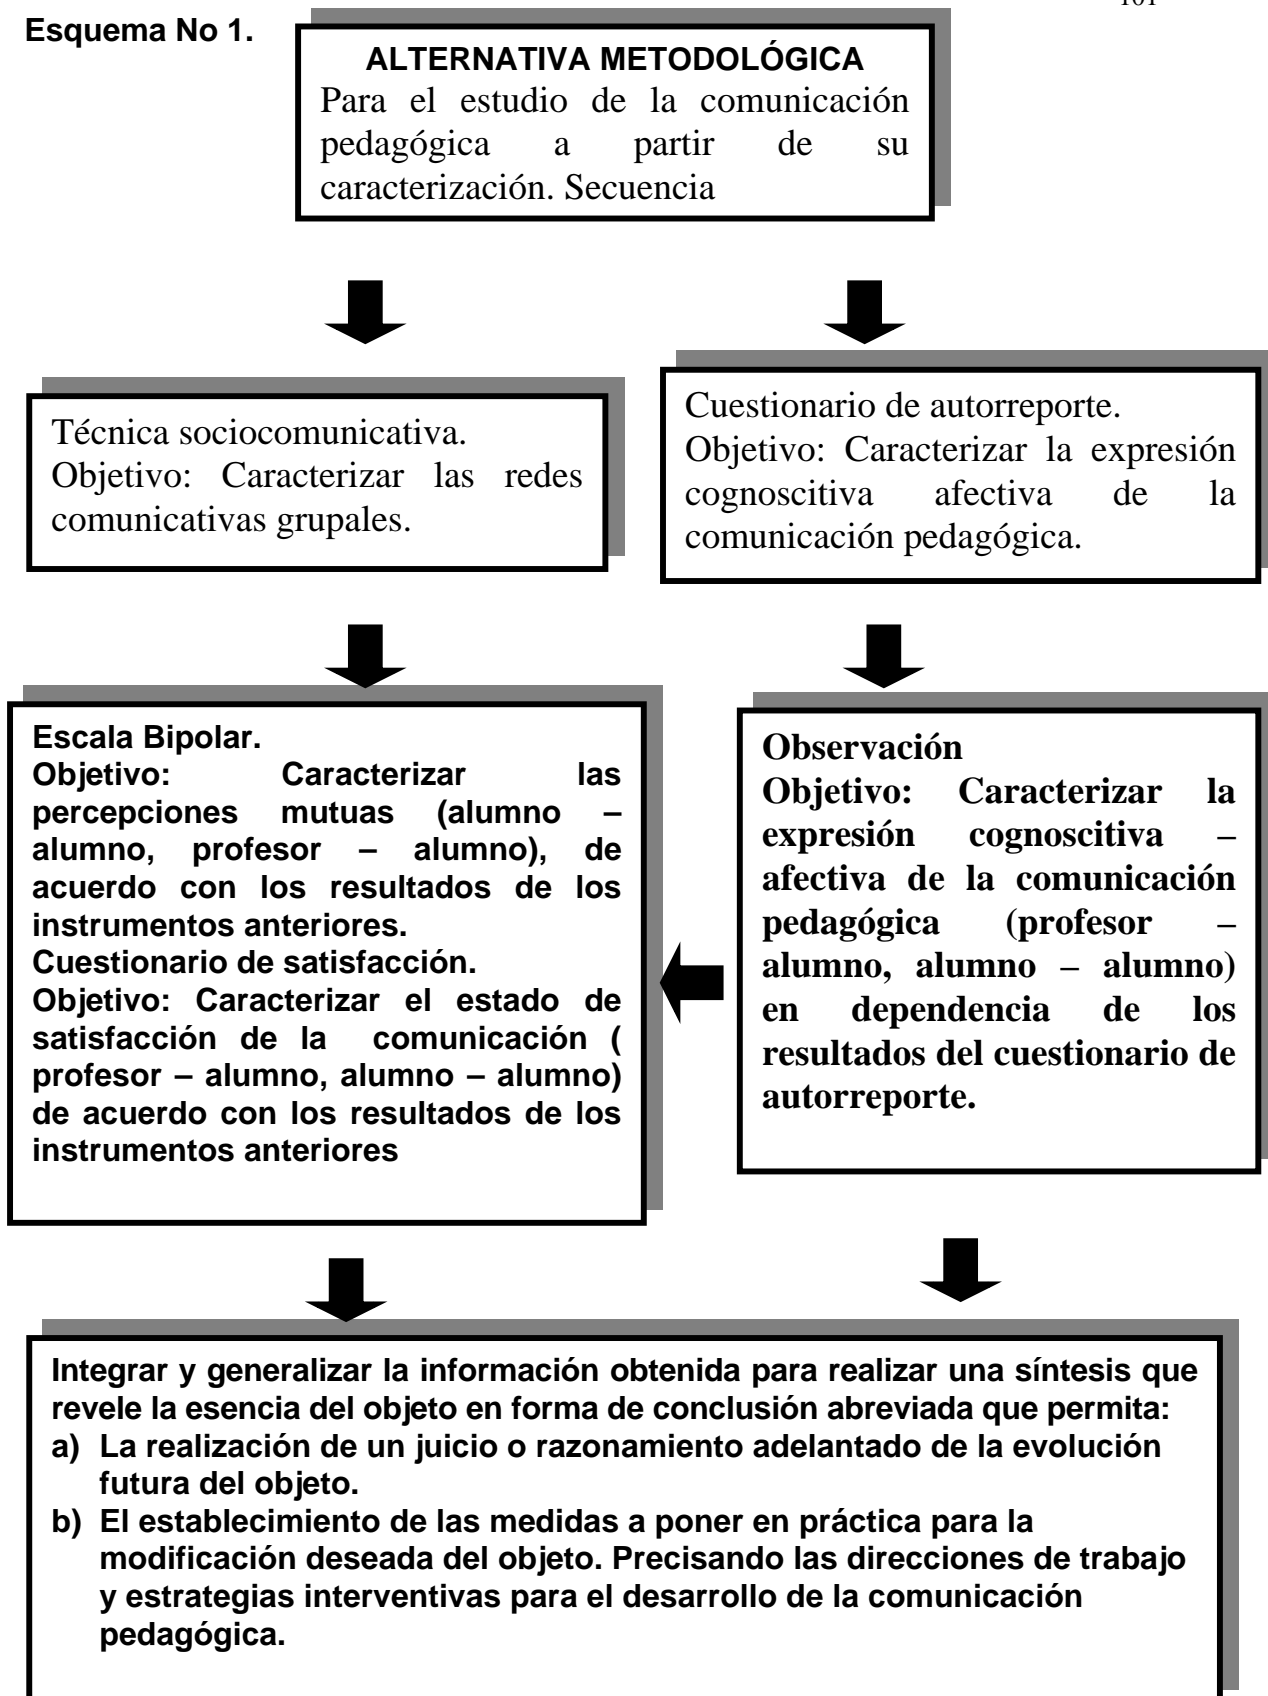 Esquema No 1.
ALTERNATIVA METODOLÓGICA
Para el estudio de la comunicación
pedagógica a partir de su
caracterización. Secuencia
Técnica sociocomunicativa.
Objetivo: Caracterizar las redes
comunicativas grupales.
Cuestionario de autorreporte.
Objetivo: Caracterizar la expresión
cognoscitiva afectiva de la
comunicación pedagógica.
Escala Bipolar.
Objetivo: Caracterizar las
percepciones mutuas (alumno –
alumno, profesor – alumno), de
acuerdo con los resultados de los
instrumentos anteriores.
Cuestionario de satisfacción.
Objetivo: Caracterizar el estado de
satisfacción de la comunicación (
profesor – alumno, alumno – alumno)
de acuerdo con los resultados de los
instrumentos anteriores
Observación
Objetivo: Caracterizar la
expresión cognoscitiva –
afectiva de la comunicación
pedagógica (profesor –
alumno, alumno – alumno)
en dependencia de los
resultados del cuestionario de
autorreporte.
Integrar y generalizar la información obtenida para realizar una síntesis que
revele la esencia del objeto en forma de conclusión abreviada que permita:
a) La realización de un juicio o razonamiento adelantado de la evolución
futura del objeto.
b) El establecimiento de las medidas a poner en práctica para la
modificación deseada del objeto. Precisando las direcciones de trabajo
y estrategias interventivas para el desarrollo de la comunicación
pedagógica.